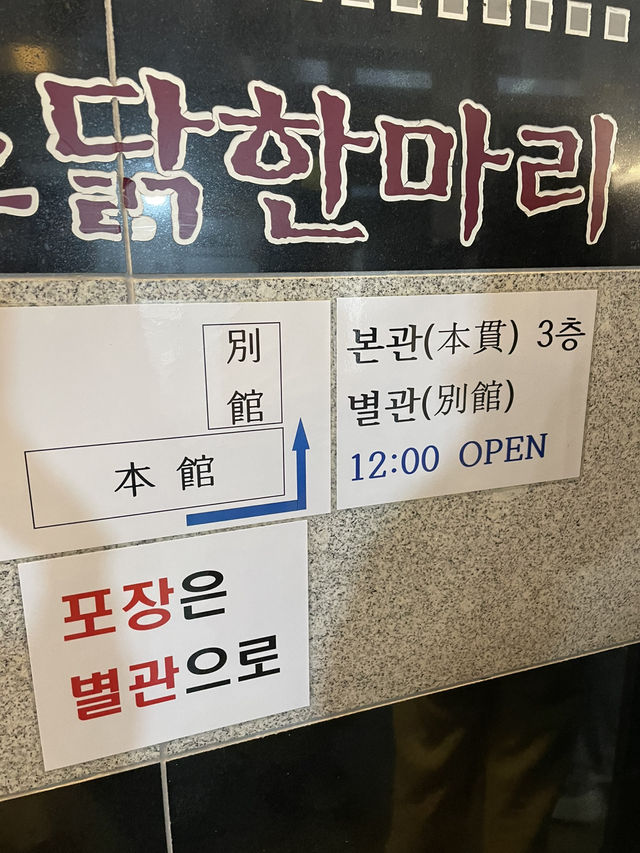 닭한마리
別
館
本 館
본관(本貫) 3층
별관(別館)
12:00 OPEN
포장은
별관으로